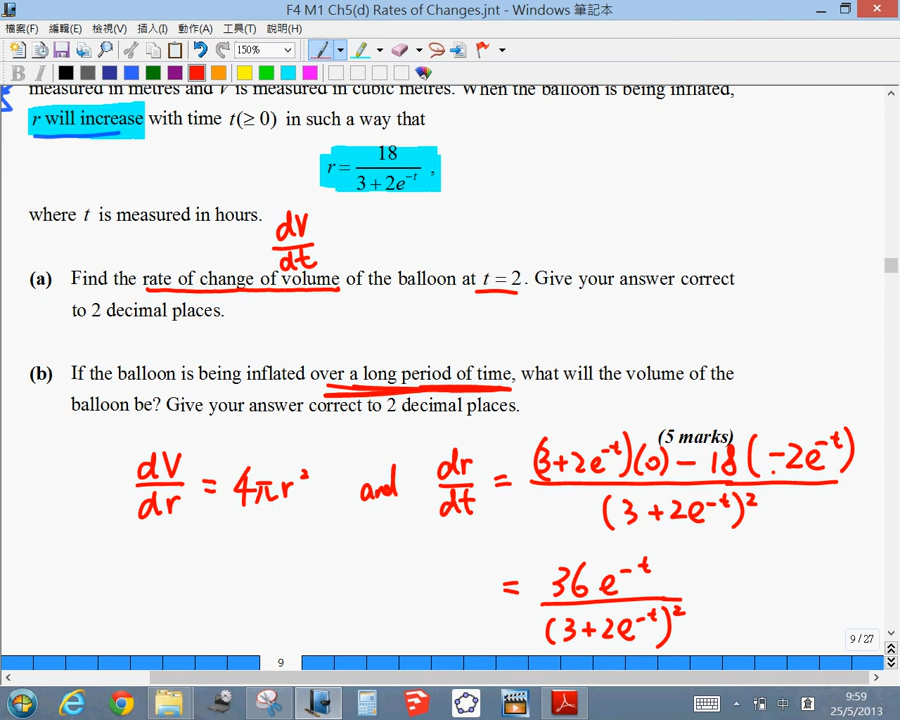 F4 M1 Ch5(d) Rates of Changes.jnt - Windows 筆記本
檔案(F) 編輯(E) 檢視(V) 插入(I) 動作(A) 工具(T) 說明(H)
150%
B I
measured in metres and V is measured in cubic metres. When the balloon is being inflated,
r will increase with time t(≥ 0) in such a way that
r = 18 / (3 + 2e^{-t}) ,
where t is measured in hours.
dV/dt
(a) Find the rate of change of volume of the balloon at t = 2. Give your answer correct
to 2 decimal places.
(b) If the balloon is being inflated over a long period of time, what will the volume of the
balloon be? Give your answer correct to 2 decimal places.
(5 marks)
dV/dr = 4πr² and dr/dt = ((3+2e^{-t})(0) − 18(−2e^{-t})) / (3+2e^{-t})²
= 36e^{-t} / (3+2e^{-t})²
9 / 27
9
中
9:59
25/5/2013